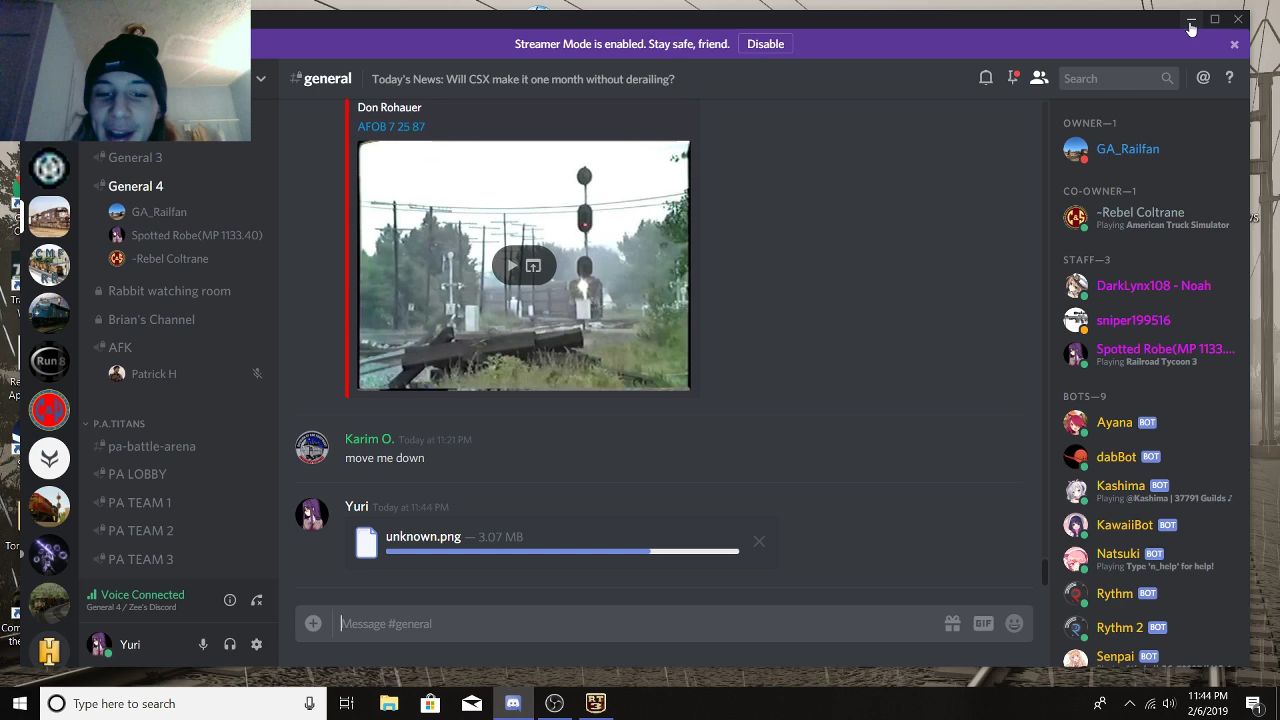 Streamer Mode is enabled. Stay safe, friend.
Disable
general
Today's News: Will CSX make it one month without derailing?
Search
General 3
General 4
GA_Railfan
Spotted Robe(MP 1133.40)
~Rebel Coltrane
Rabbit watching room
Brian's Channel
AFK
Patrick H
P.A.TITANS
pa-battle-arena
PA LOBBY
PA TEAM 1
PA TEAM 2
PA TEAM 3
Voice Connected
General 4 / Zee's Discord
Yuri
Run8
Don Rohauer
AFOB 7 25 87
Karim O. Today at 11:21 PM
move me down
Yuri Today at 11:44 PM
unknown.png — 3.07 MB
Message #general
GIF
OWNER—1
GA_Railfan
CO-OWNER—1
~Rebel Coltrane
Playing American Truck Simulator
STAFF—3
DarkLynx108 - Noah
sniper199516
Spotted Robe(MP 1133....
Playing Railroad Tycoon 3
BOTS—9
Ayana BOT
dabBot BOT
Kashima BOT
Playing @Kashima | 37791 Guilds ♪
KawaiiBot BOT
Natsuki BOT
Playing Type 'n_help' for help!
Rythm BOT
Rythm 2 BOT
Senpai BOT
Type here to search
RT3
11:44 PM
2/6/2019